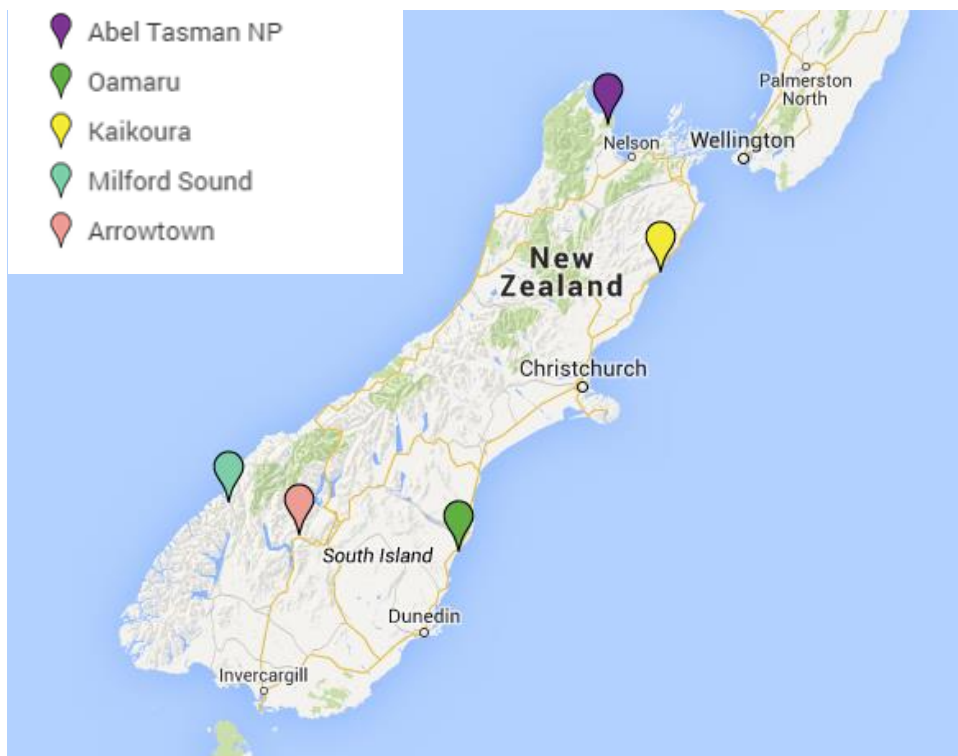 Abel Tasman NP
Oamaru
Kaikoura
Milford Sound
Arrowtown
Palmerston
North
Nelson
Wellington
New
Zealand
Christchurch
South Island
Dunedin
Invercargill